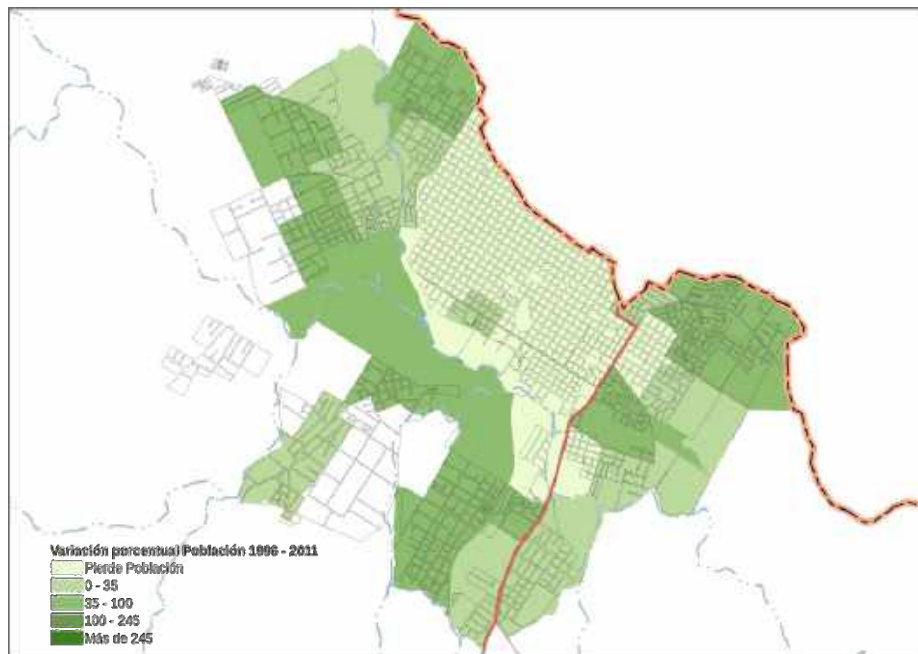 Variación porcentual Población 1996 - 2011
Pierde Población
0 - 35
35 - 100
100 - 245
Más de 245